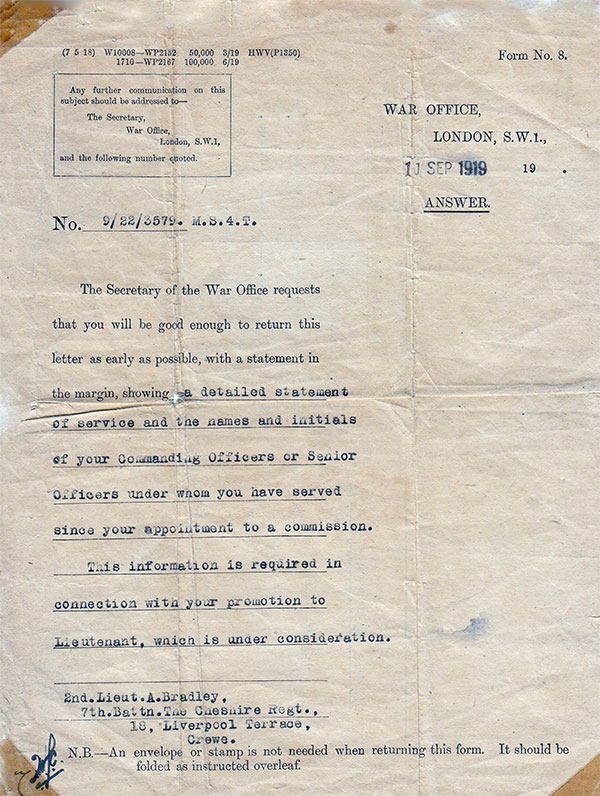 (7 5 18) W10008—WP2152 50,000 3/19 HWV(P1350)
1710—WP2167 100,000 6/19
Form No. 8.
Any further communication on this
subject should be addressed to—
The Secretary,
War Office,
London, S.W.1,
and the following number quoted.
WAR OFFICE,
LONDON, S.W.1.,
11 SEP 1919 19 .
ANSWER.
No. 9/22/3579. M.S.4.T.
The Secretary of the War Office requests
that you will be good enough to return this
letter as early as possible, with a statement in
the margin, showing a detailed statement
of service and the names and initials
of your Commanding Officers or Senior
Officers under whom you have served
since your appointment to a commission.
This information is required in
connection with your promotion to
Lieutenant, which is under consideration.
2nd.Lieut.A.Bradley,
7th.Battn.The Cheshire Regt.,
18, Liverpool Terrace,
Crewe.
N.B.—An envelope or stamp is not needed when returning this form. It should be
folded as instructed overleaf.